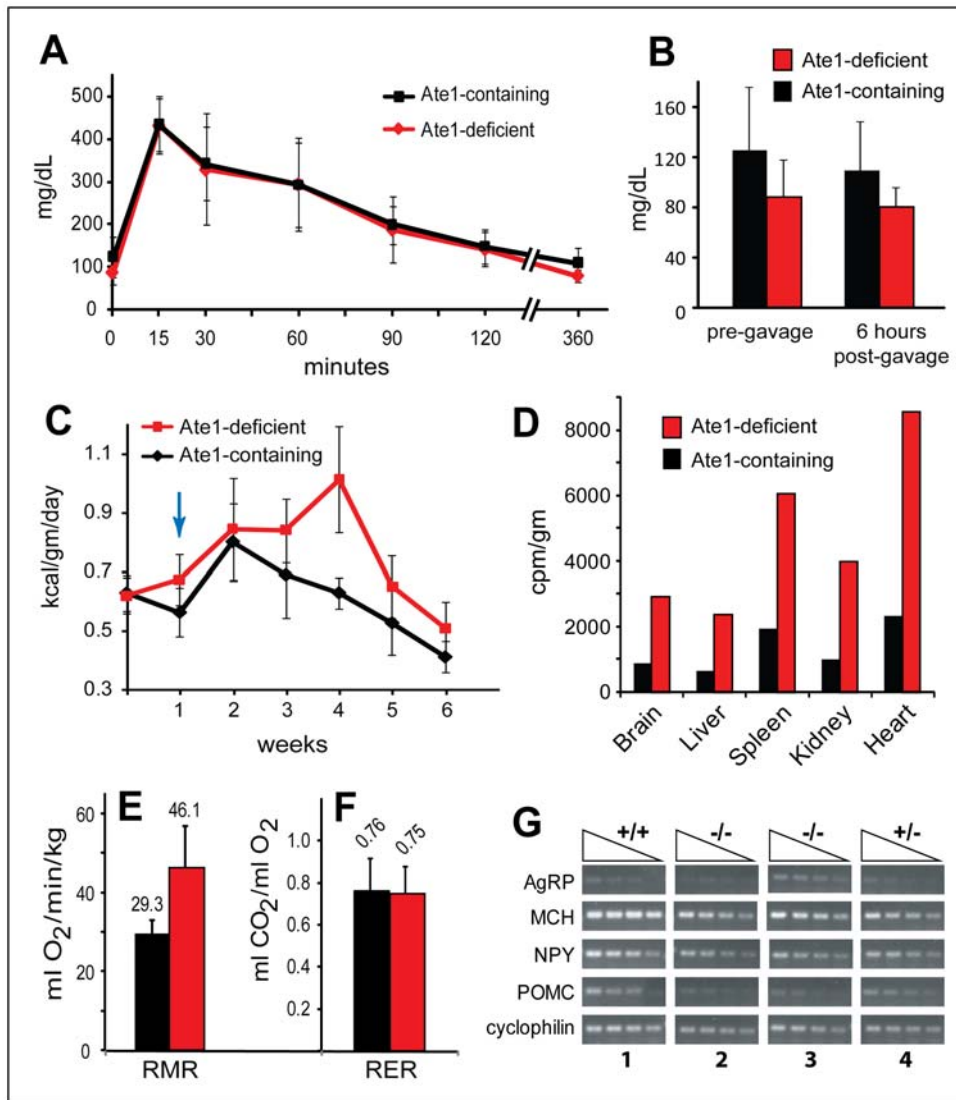 A
500
400
300
200
100
0
mg/dL
Ate1-containing
Ate1-deficient
0 15 30 60 90 120 360
minutes
B
Ate1-deficient
Ate1-containing
160
120
80
40
0
mg/dL
pre-gavage
6 hours
post-gavage
C
Ate1-deficient
Ate1-containing
1.1
0.9
0.7
0.5
0.3
kcal/gm/day
1 2 3 4 5 6
weeks
D
Ate1-deficient
Ate1-containing
8000
6000
4000
2000
0
cpm/gm
Brain
Liver
Spleen
Kidney
Heart
E
60
40
20
0
ml O2/min/kg
29.3
46.1
RMR
F
1.0
0.8
0.6
0.4
0.2
ml CO2/ml O2
0.76
0.75
RER
G
+/+ -/- -/- +/-
AgRP
MCH
NPY
POMC
cyclophilin
1 2 3 4